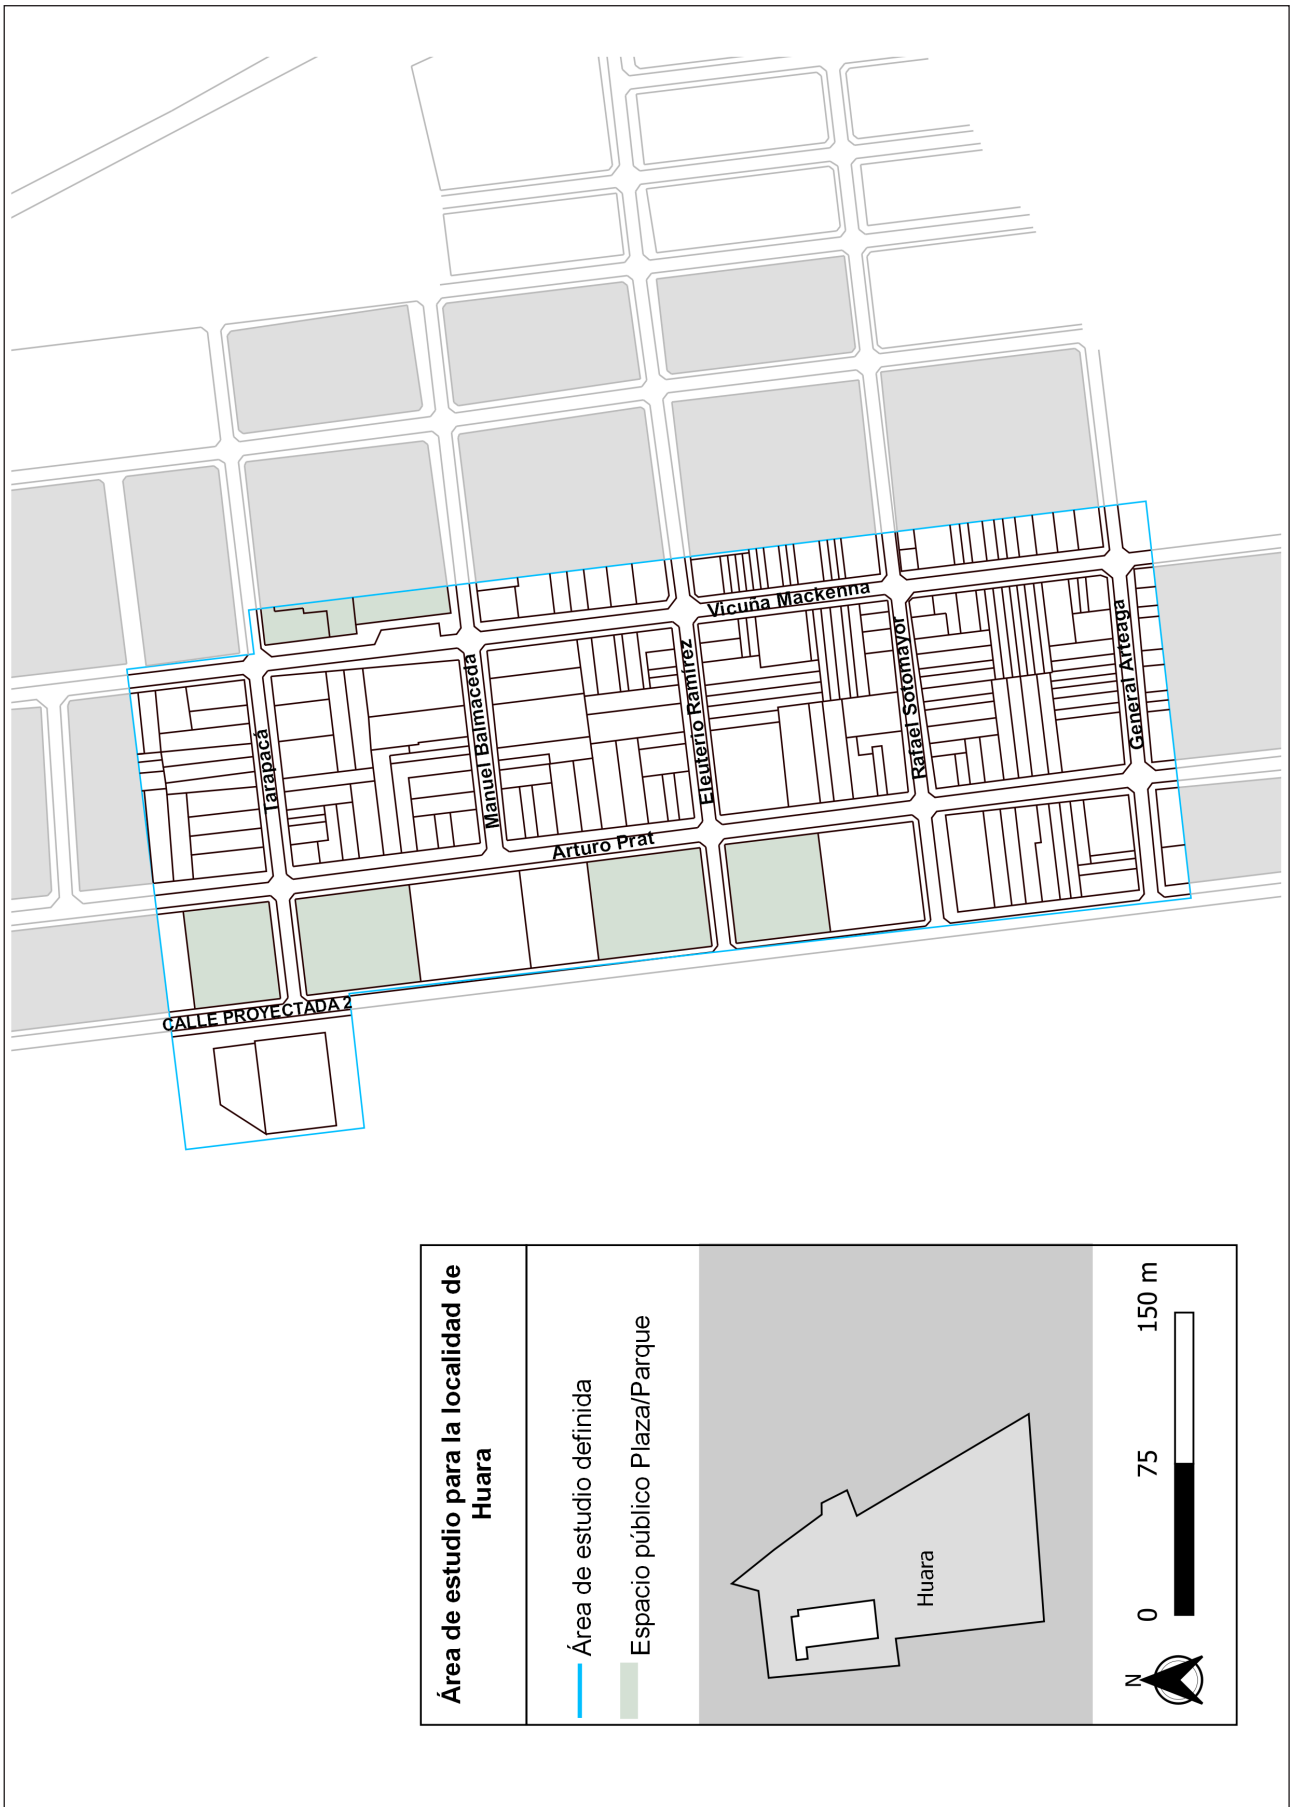 Vicuña Mackenna
Tarapacá
Manuel Balmaceda
Eleuterio Ramírez
Rafael Sotomayor
General Arteaga
Arturo Prat
CALLE PROYECTADA 2
Área de estudio para la localidad de
Huara
Área de estudio definida
Espacio público Plaza/Parque
Huara
N
0 75 150 m